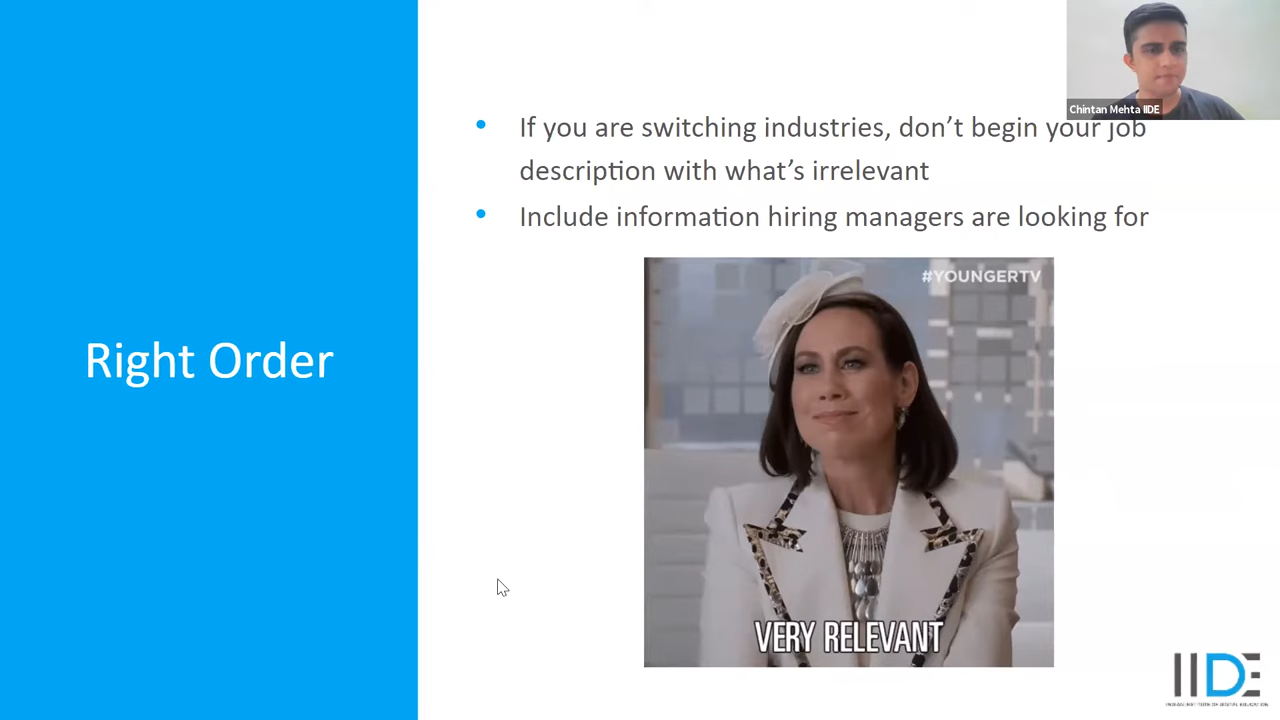 Chintan Mehta IIDE
If you are switching industries, don't begin your job
description with what's irrelevant
Include information hiring managers are looking for
#YOUNGERTV
Right Order
VERY RELEVANT
IIDE